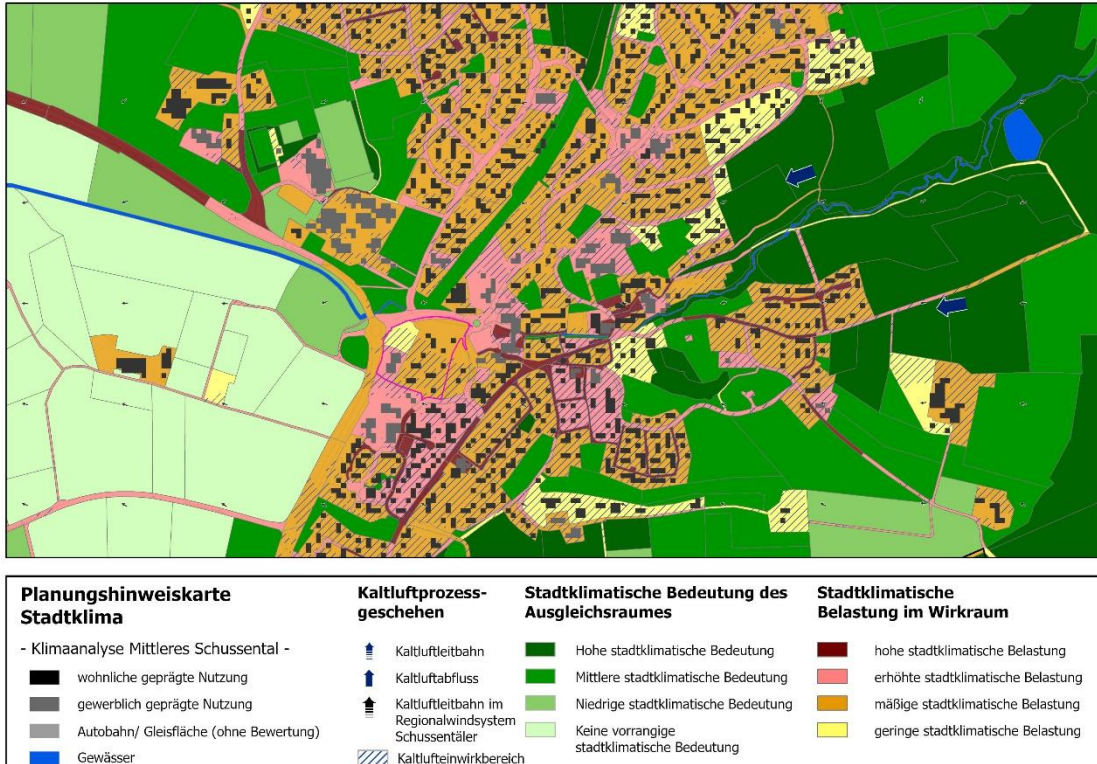 Planungshinweiskarte
Stadtklima
- Klimaanalyse Mittleres Schussental -
wohnliche geprägte Nutzung
gewerblich geprägte Nutzung
Autobahn/ Gleisfläche (ohne Bewertung)
Gewässer
Kaltluftprozess-
geschehen
Kaltluftleitbahn
Kaltluftabfluss
Kaltluftleitbahn im
Regionalwindsystem
Schussentäler
Kaltlufteinwirkbereich
Stadtklimatische Bedeutung des
Ausgleichsraumes
Hohe stadtklimatische Bedeutung
Mittlere stadtklimatische Bedeutung
Niedrige stadtklimatische Bedeutung
Keine vorrangige
stadtklimatische Bedeutung
Stadtklimatische
Belastung im Wirkraum
hohe stadtklimatische Belastung
erhöhte stadtklimatische Belastung
mäßige stadtklimatische Belastung
geringe stadtklimatische Belastung